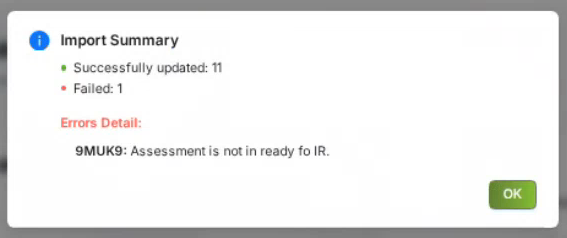 Import Summary
Successfully updated: 11
Failed: 1
Errors Detail:
9MUK9: Assessment is not in ready fo IR.
OK